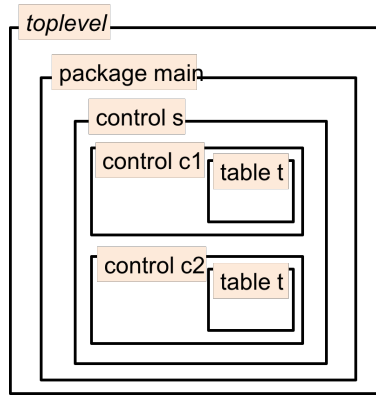 toplevel
package main
control s
control c1
table t
control c2
table t